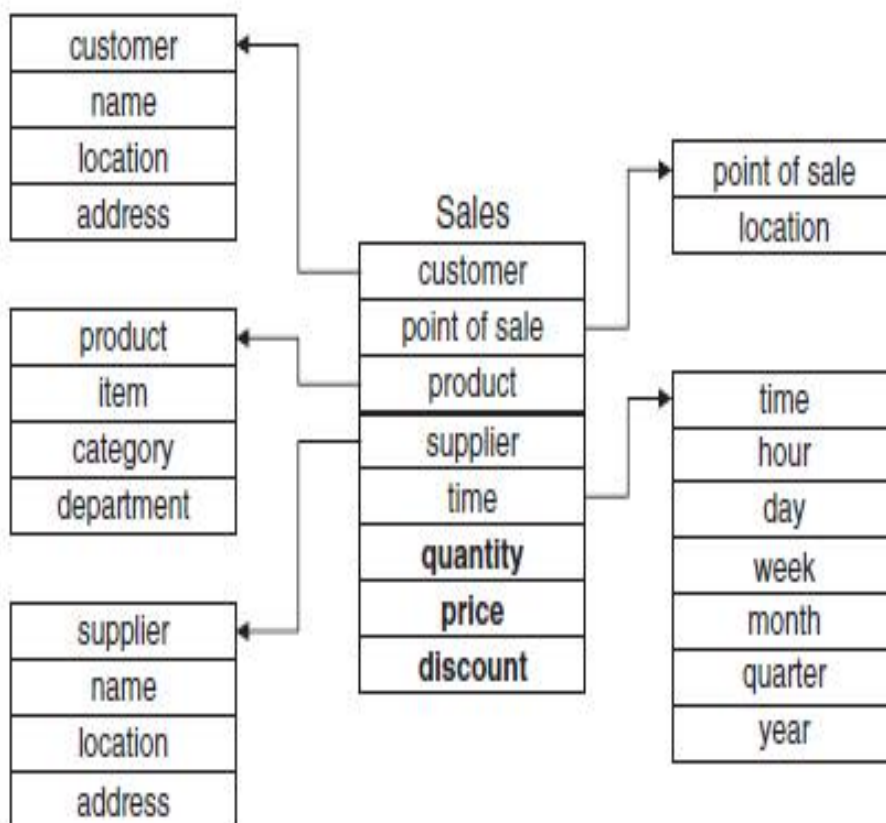 customer
name
location
address
product
item
category
department
supplier
name
location
address
Sales
customer
point of sale
product
supplier
time
quantity
price
discount
point of sale
location
time
hour
day
week
month
quarter
year